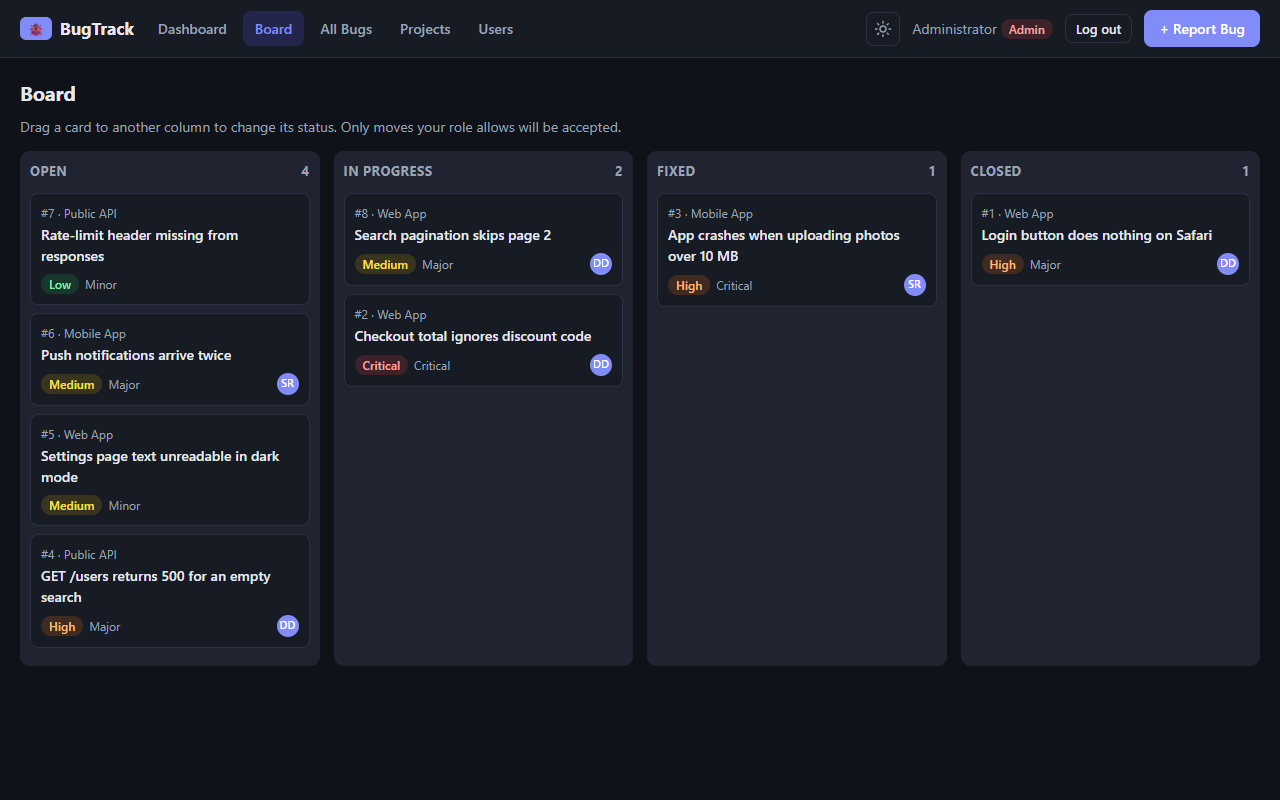 BugTrack Dashboard Board All Bugs Projects Users Administrator Admin Log out + Report Bug
Board
Drag a card to another column to change its status. Only moves your role allows will be accepted.
OPEN 4
#7 · Public API
Rate-limit header missing from
responses
Low Minor
#6 · Mobile App
Push notifications arrive twice
Medium Major SR
#5 · Web App
Settings page text unreadable in dark
mode
Medium Minor
#4 · Public API
GET /users returns 500 for an empty
search
High Major DD
IN PROGRESS 2
#8 · Web App
Search pagination skips page 2
Medium Major DD
#2 · Web App
Checkout total ignores discount code
Critical Critical DD
FIXED 1
#3 · Mobile App
App crashes when uploading photos
over 10 MB
High Critical SR
CLOSED 1
#1 · Web App
Login button does nothing on Safari
High Major DD